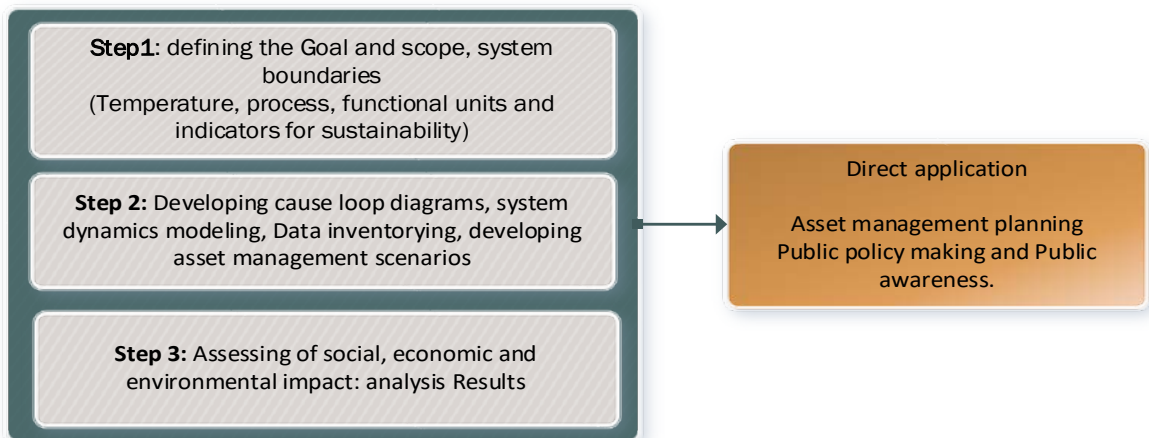 Step1: defining the Goal and scope, system
boundaries
(Temperature, process, functional units and
indicators for sustainability)
Step 2: Developing cause loop diagrams, system
dynamics modeling, Data inventorying, developing
asset management scenarios
Step 3: Assessing of social, economic and
environmental impact: analysis Results
Direct application
Asset management planning
Public policy making and Public
awareness.